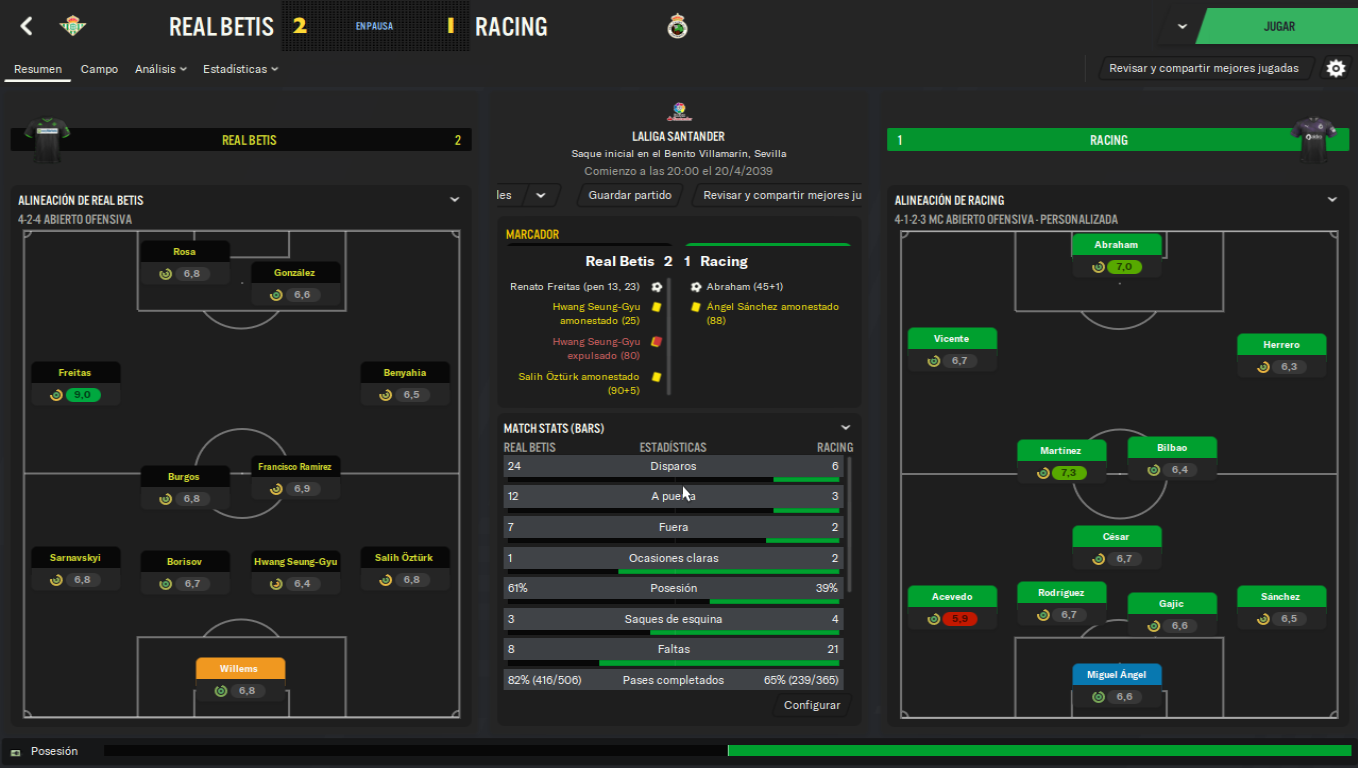 REAL BETIS
2
EN PAUSA
1
RACING
JUGAR
Resumen
Campo
Análisis
Estadísticas
Revisar y compartir mejores jugadas
REAL BETIS
2
ALINEACIÓN DE REAL BETIS
4-2-4 ABIERTO OFENSIVA
Rosa
6,8
González
6,6
Freitas
9,0
Benyahia
6,5
Burgos
6,8
Francisco Ramírez
6,9
Sarnavskyi
6,8
Borisov
6,7
Hwang Seung-Gyu
6,4
Salih Öztürk
6,8
Willems
6,8
LALIGA SANTANDER
Saque inicial en el Benito Villamarín, Sevilla
Comienzo a las 20:00 el 20/4/2039
les
Guardar partido
Revisar y compartir mejores ju
MARCADOR
Real Betis 2
1 Racing
Renato Freitas (pen 13, 23)
Abraham (45+1)
Hwang Seung-Gyu
amonestado (25)
Ángel Sánchez amonestado
(88)
Hwang Seung-Gyu
expulsado (80)
Salih Öztürk amonestado
(90+5)
MATCH STATS (BARS)
REAL BETIS ESTADÍSTICAS RACING
24 Disparos 6
12 A puerta 3
7 Fuera 2
1 Ocasiones claras 2
61% Posesión 39%
3 Saques de esquina 4
8 Faltas 21
82% (416/506) Pases completados 65% (239/365)
Configurar
1
RACING
ALINEACIÓN DE RACING
4-1-2-3 MC ABIERTO OFENSIVA - PERSONALIZADA
Abraham
7,0
Vicente
6,7
Herrero
6,3
Martínez
7,3
Bilbao
6,4
César
6,7
Acevedo
5,9
Rodríguez
6,7
Gajic
6,6
Sánchez
6,5
Miguel Ángel
6,6
Posesión